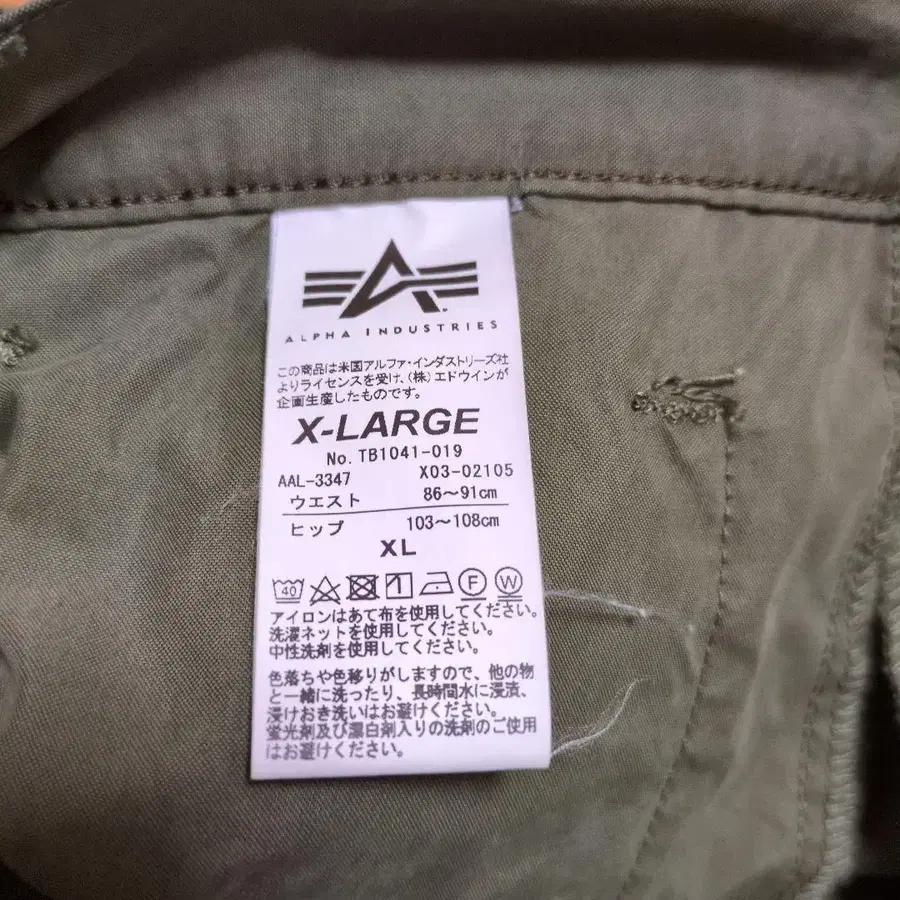 ALPHA INDUSTRIES
この商品は米国アルファ・インダストリーズ社
よりライセンスを受け、(株)エドウインが
企画生産したものです。
X-LARGE
No. TB1041-019
AAL-3347 X03-02105
ウエスト 86〜91cm
ヒップ 103〜108cm
XL
40 1 F W
アイロンはあて布を使用してください。
洗濯ネットを使用してください。
中性洗剤を使用してください。
色落ちや色移りがしますので、他の物
と一緒に洗ったり、長時間水に浸漬、
浸けおき洗いはお避けください。
蛍光剤及び漂白剤入りの洗剤のご使用
はお避けください。